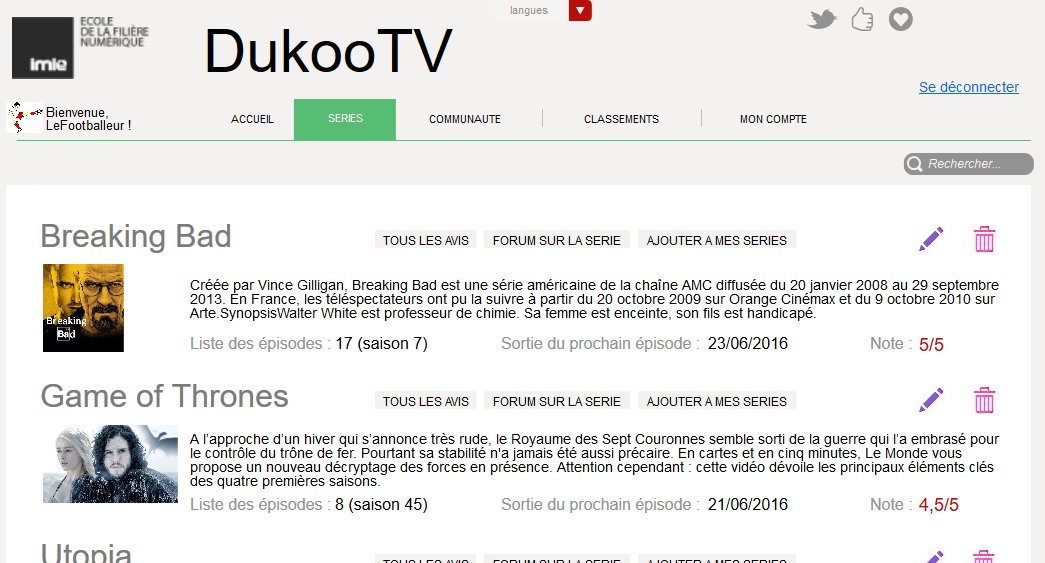 langues
ECOLE
DE LA FILIÈRE
NUMÉRIQUE
imie
DukooTV
Se déconnecter
Bienvenue,
LeFootballeur !
ACCUEIL SERIES COMMUNAUTE CLASSEMENTS MON COMPTE
Rechercher...
Breaking Bad
TOUS LES AVIS FORUM SUR LA SERIE AJOUTER A MES SERIES
Breaking
Bad
Créée par Vince Gilligan, Breaking Bad est une série américaine de la chaîne AMC diffusée du 20 janvier 2008 au 29 septembre
2013. En France, les téléspectateurs ont pu la suivre à partir du 20 octobre 2009 sur Orange Cinémax et du 9 octobre 2010 sur
Arte.SynopsisWalter White est professeur de chimie. Sa femme est enceinte, son fils est handicapé.
Liste des épisodes : 17 (saison 7) Sortie du prochain épisode : 23/06/2016 Note : 5/5
Game of Thrones
TOUS LES AVIS FORUM SUR LA SERIE AJOUTER A MES SERIES
A l’approche d’un hiver qui s’annonce très rude, le Royaume des Sept Couronnes semble sorti de la guerre qui l’a embrasé pour
le contrôle du trône de fer. Pourtant sa stabilité n'a jamais été aussi précaire. En cartes et en cinq minutes, Le Monde vous
propose un nouveau décryptage des forces en présence. Attention cependant : cette vidéo dévoile les principaux éléments clés
des quatre premières saisons.
Liste des épisodes : 8 (saison 45) Sortie du prochain épisode : 21/06/2016 Note : 4,5/5
Utopia
TOUS LES AVIS FORUM SUR LA SERIE AJOUTER A MES SERIES